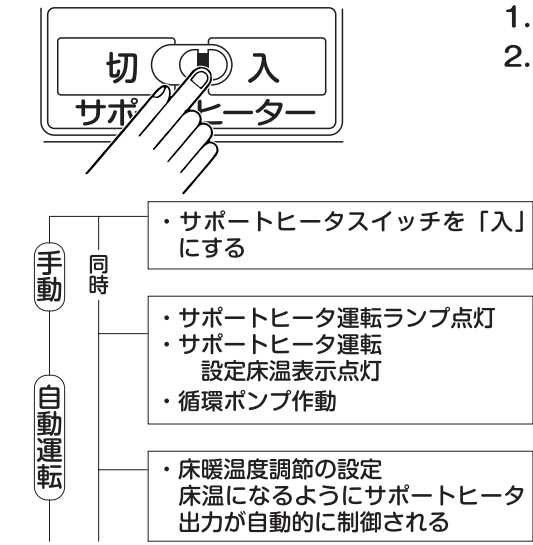 1.
2.
切 入
サポ ヒーター
手動
同時
・サポートヒータスイッチを「入」
にする
・サポートヒータ運転ランプ点灯
・サポートヒータ運転
設定床温表示点灯
・循環ポンプ作動
自動運転
・床暖温度調節の設定
床温になるようにサポートヒータ
出力が自動的に制御される